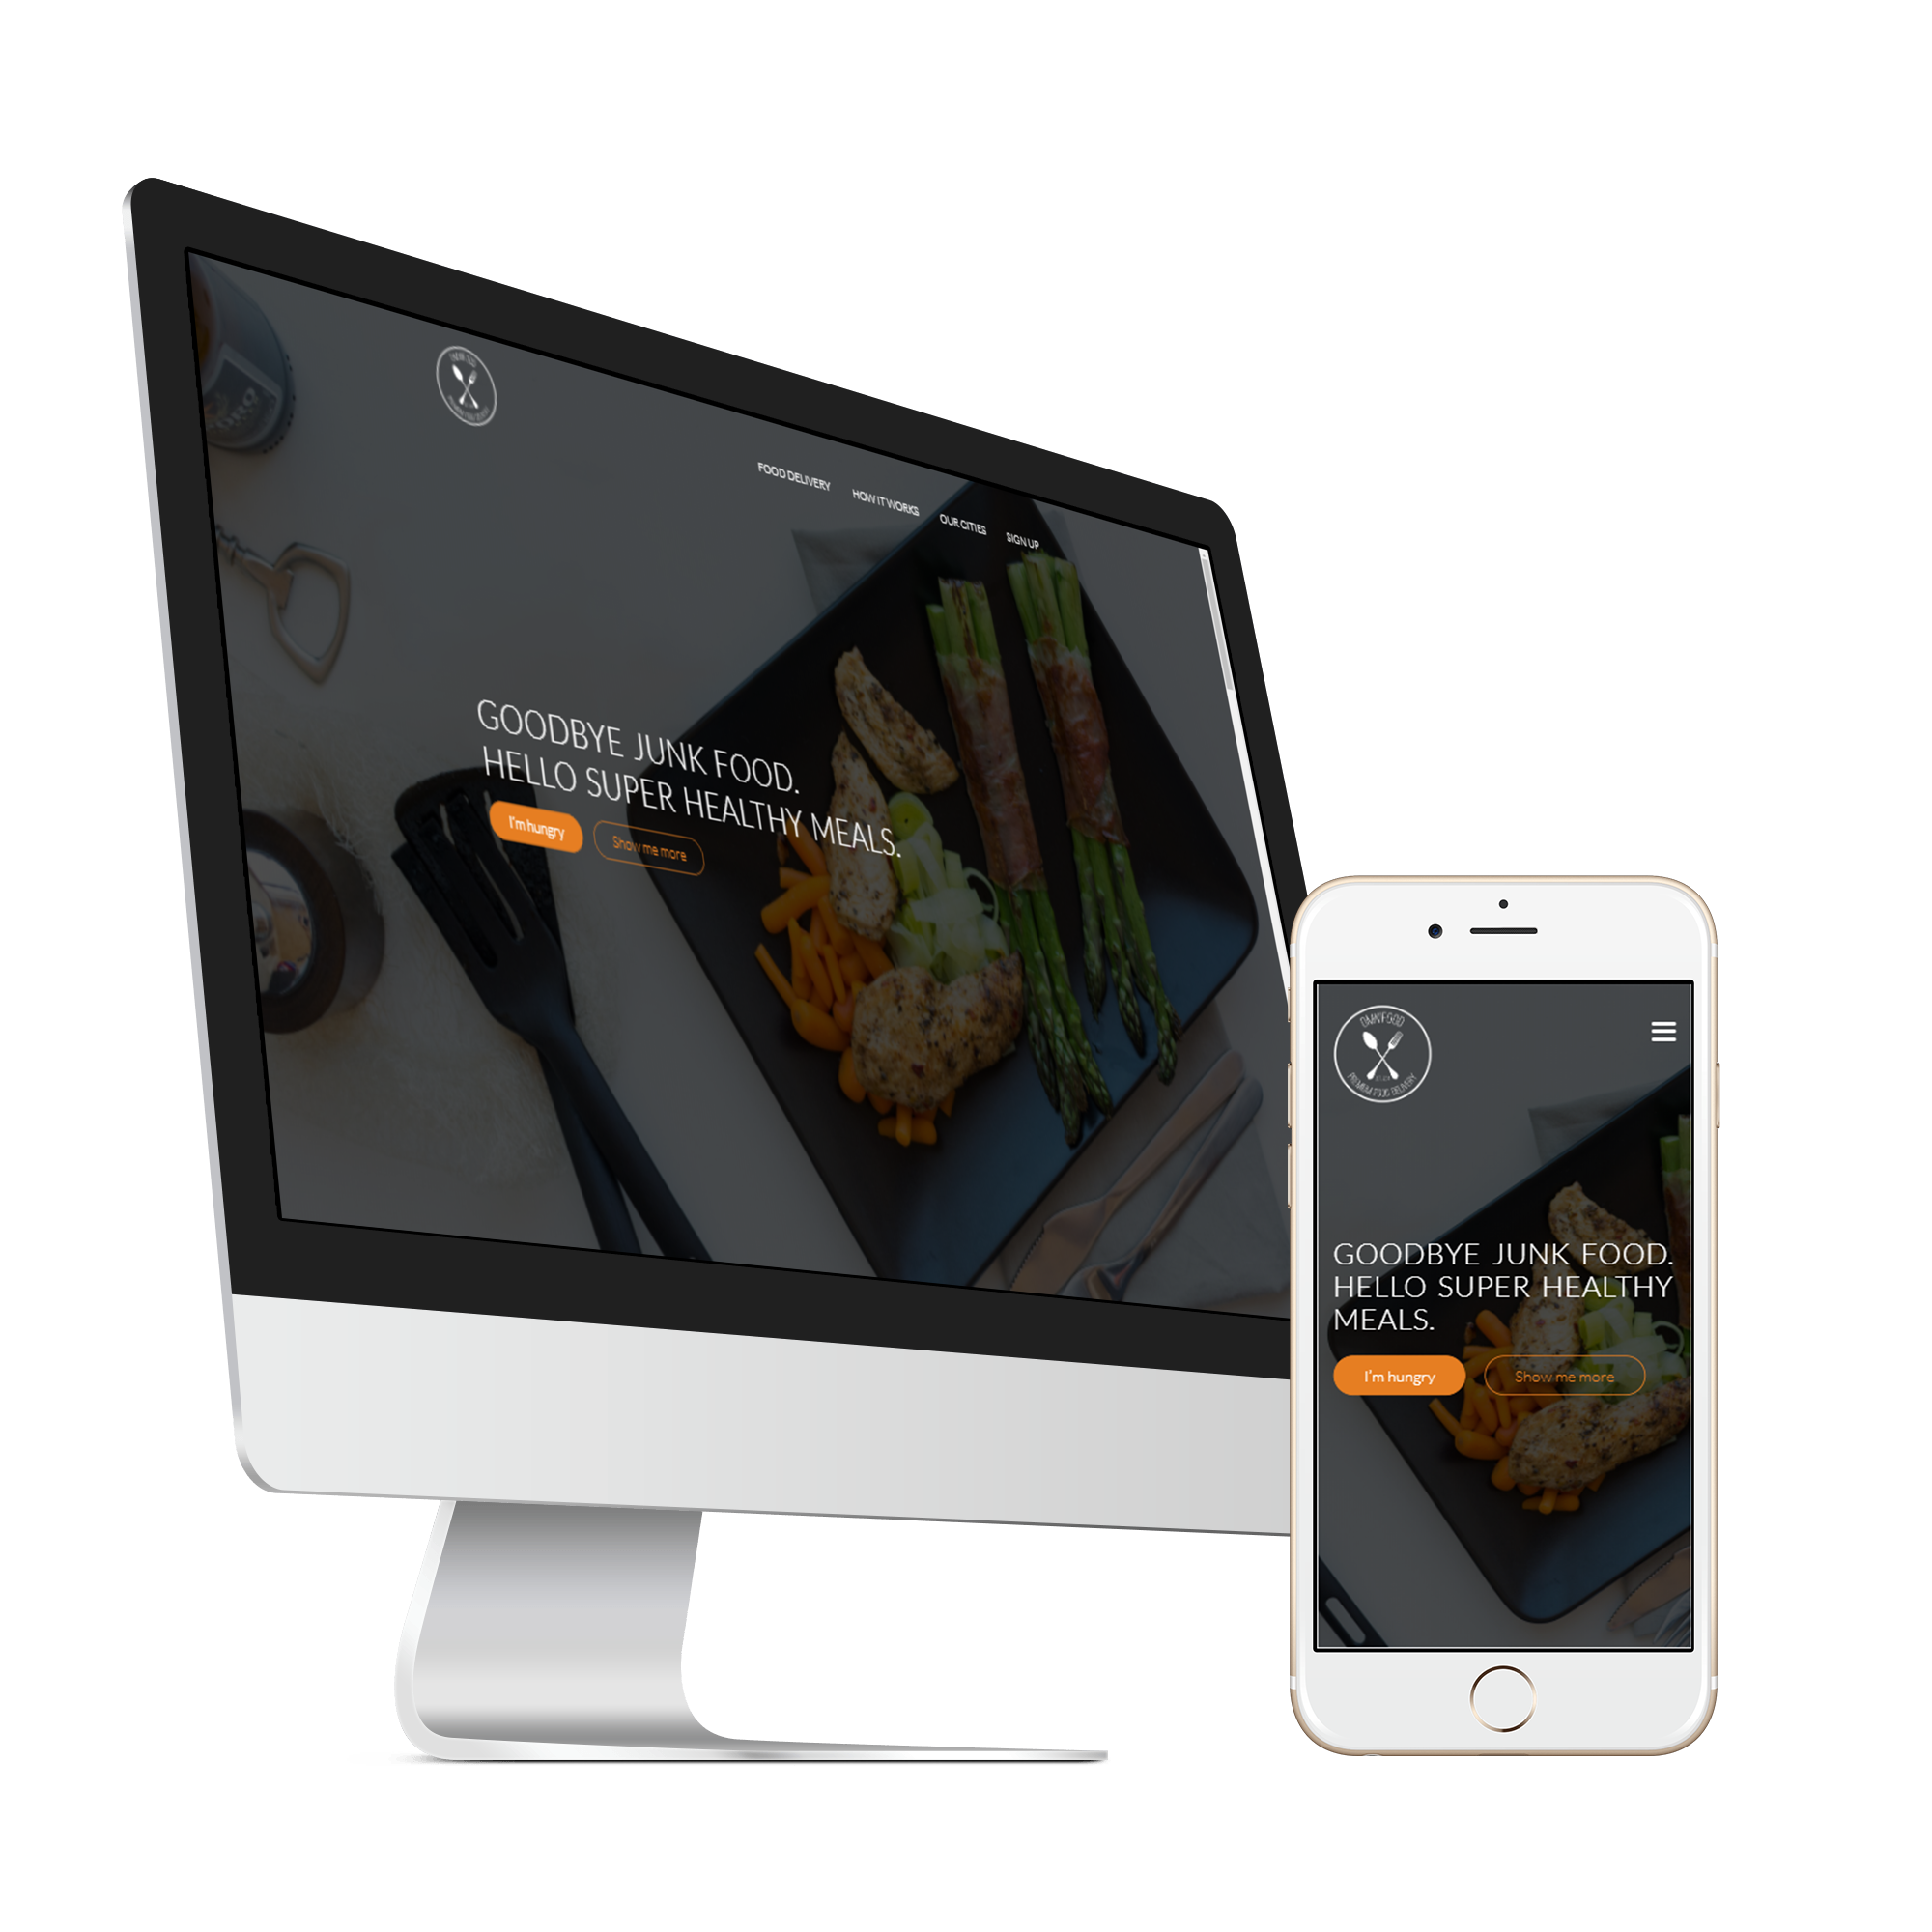 FOOD DELIVERY
HOW IT WORKS
OUR CITIES
SIGN UP
GOODBYE JUNK FOOD.
HELLO SUPER HEALTHY MEALS.
I'm hungry
Show me more
PREMIUM FOOD DELIVERY
GOODBYE JUNK FOOD.
HELLO SUPER HEALTHY
MEALS.
I'm hungry
Show me more